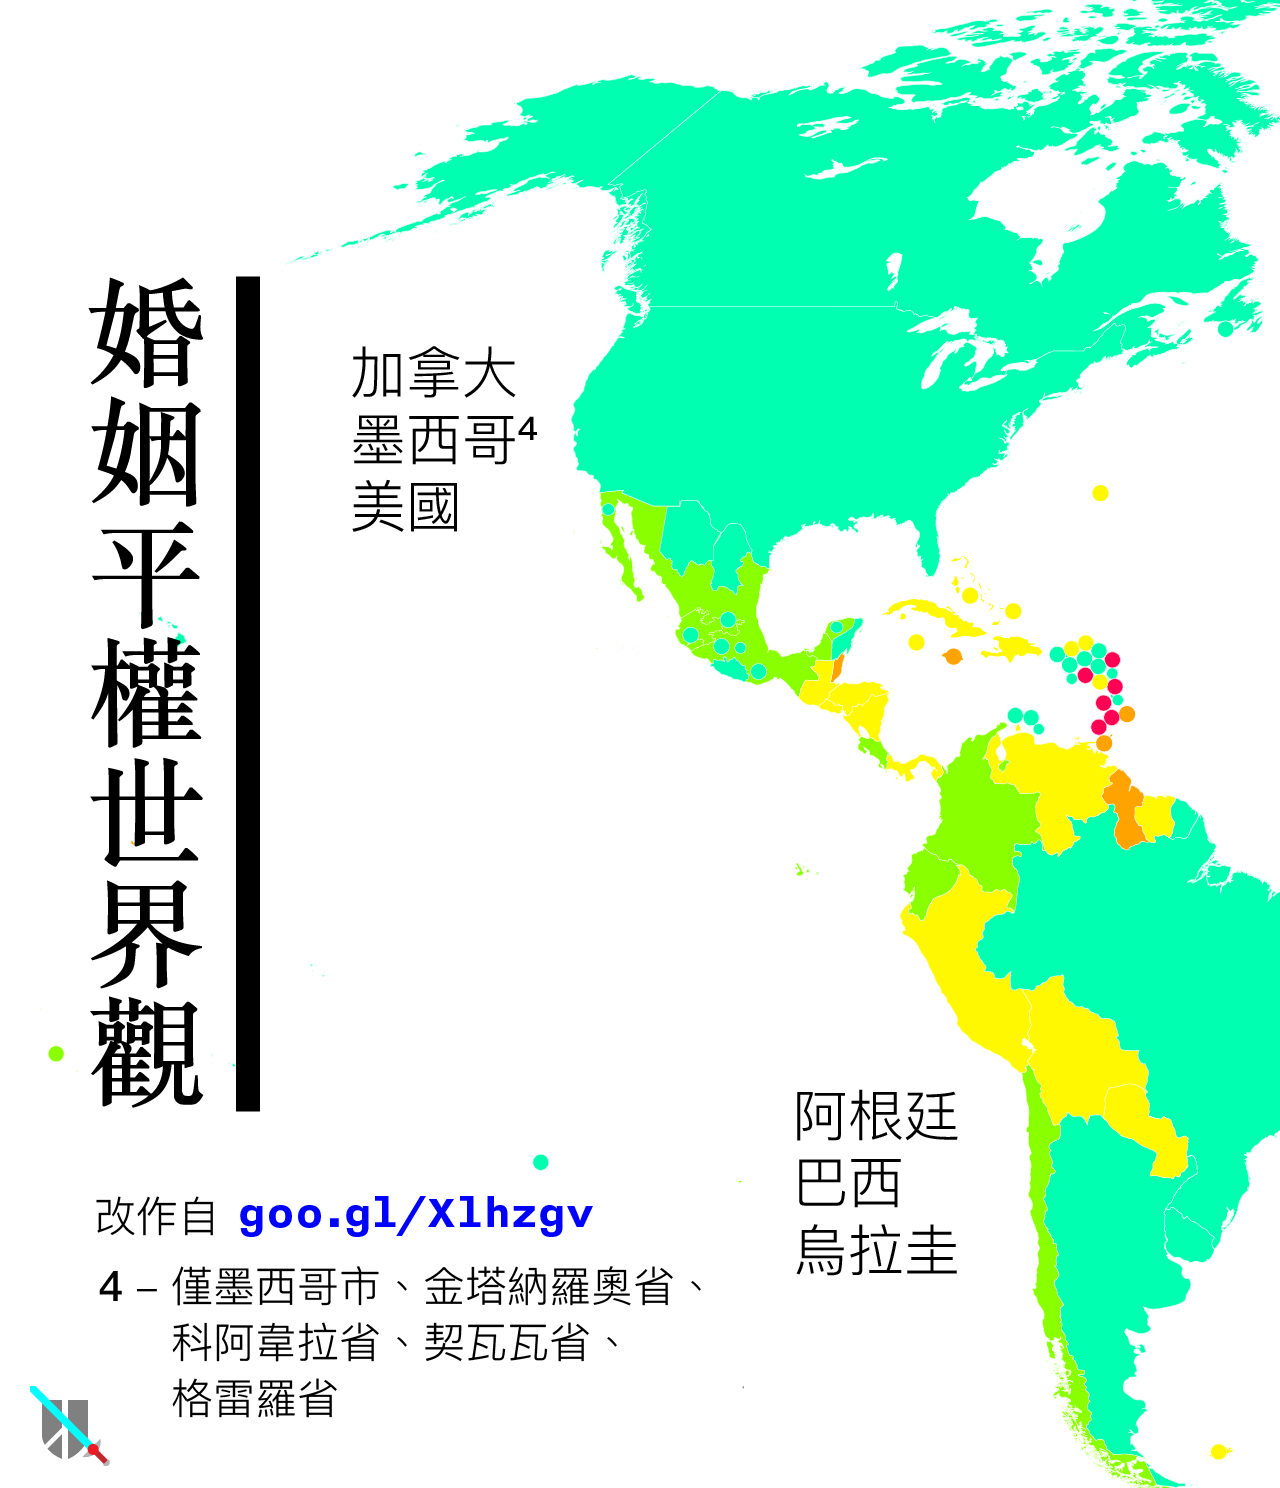 婚姻平權世界觀
加拿大
墨西哥4
美國
阿根廷
巴西
烏拉圭
改作自 goo.gl/Xlhzgv
4 – 僅墨西哥市、金塔納羅奧省、
科阿韋拉省、契瓦瓦省、
格雷羅省